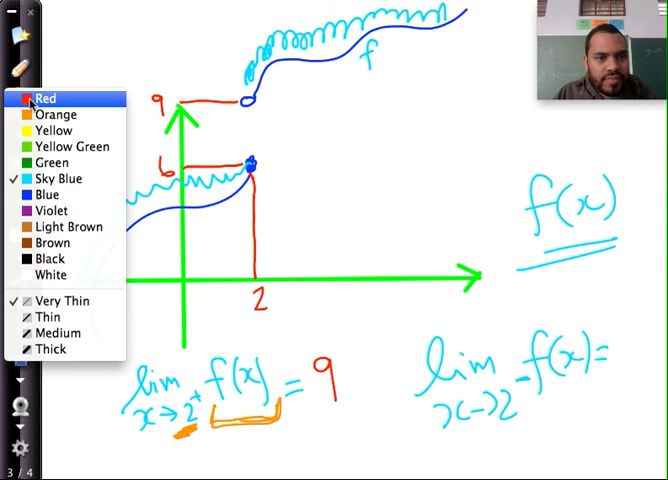 Red
Orange
Yellow
Yellow Green
Green
✓ Sky Blue
Blue
Violet
Light Brown
Brown
Black
White
✓ Very Thin
Thin
Medium
Thick
3 / 4
9
f
6
2
f(x)
lim x→2⁺ f(x) = 9
lim x→2⁻ f(x) =